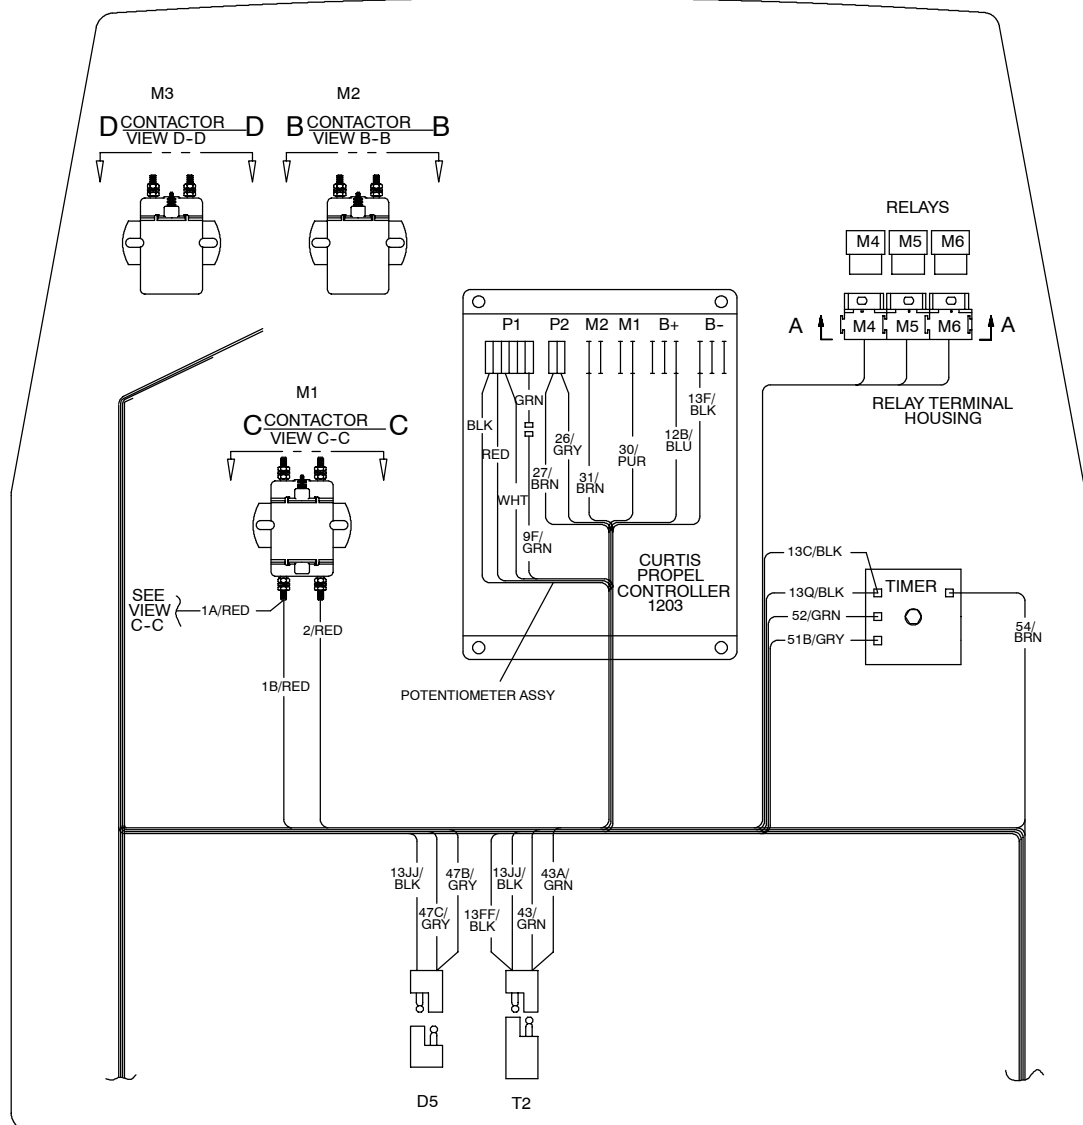 M3
M2
D CONTACTOR D
VIEW D-D
B CONTACTOR B
VIEW B-B
RELAYS
M4 M5 M6
A M4 M5 M6 A
RELAY TERMINAL
HOUSING
P1 P2 M2 M1 B+ B-
GRN
BLK
RED
WHT
9F/
GRN
27/
BRN
26/
GRY
31/
BRN
30/
PUR
12B/
BLU
13F/
BLK
CURTIS
PROPEL
CONTROLLER
1203
POTENTIOMETER ASSY
M1
C CONTACTOR C
VIEW C-C
SEE
VIEW
C-C
1A/RED
2/RED
1B/RED
13C/BLK
13Q/BLK
52/GRN
51B/GRY
TIMER
54/
BRN
13JJ/
BLK
47B/
GRY
47C/
GRY
13FF/
BLK
13JJ/
BLK
43/
GRN
43A/
GRN
D5
T2